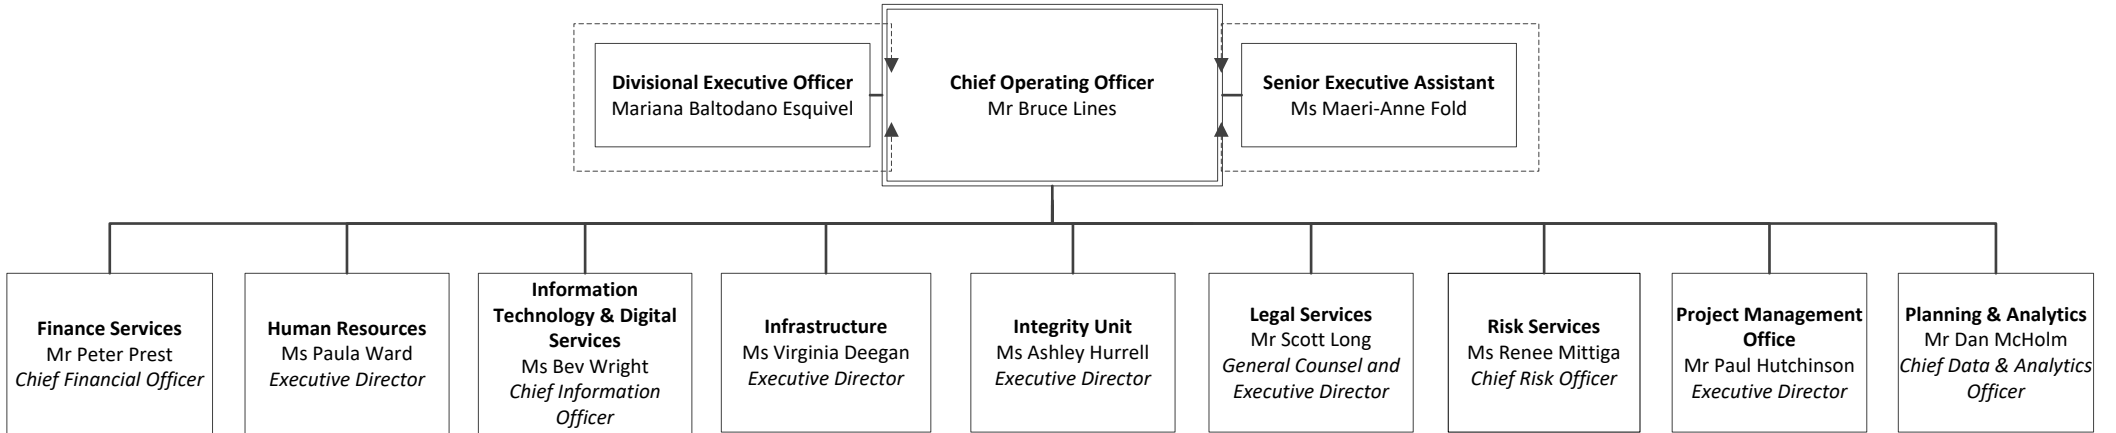 Divisional Executive Officer
Mariana Baltodano Esquivel
Chief Operating Officer
Mr Bruce Lines
Senior Executive Assistant
Ms Maeri-Anne Fold
Finance Services
Mr Peter Prest
Chief Financial Officer
Human Resources
Ms Paula Ward
Executive Director
Information
Technology & Digital
Services
Ms Bev Wright
Chief Information
Officer
Infrastructure
Ms Virginia Deegan
Executive Director
Integrity Unit
Ms Ashley Hurrell
Executive Director
Legal Services
Mr Scott Long
General Counsel and
Executive Director
Risk Services
Ms Renee Mittiga
Chief Risk Officer
Project Management
Office
Mr Paul Hutchinson
Executive Director
Planning & Analytics
Mr Dan McHolm
Chief Data & Analytics
Officer